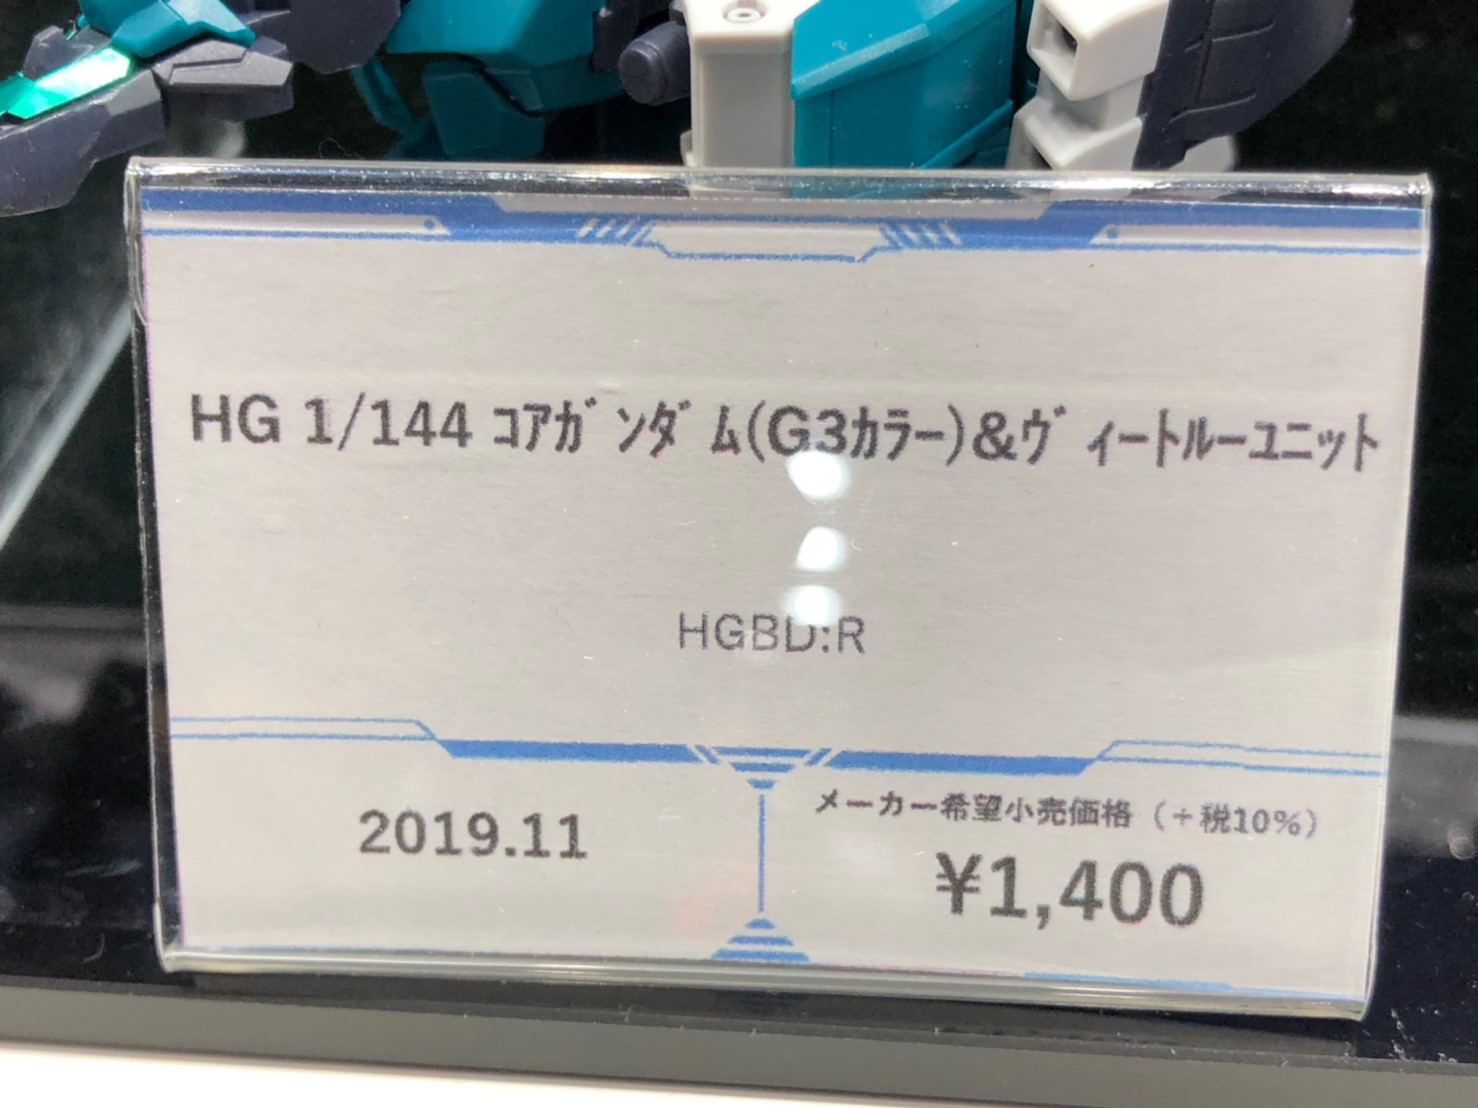 HG 1/144 ｺｱｶﾞﾝﾀﾞﾑ(G3ｶﾗｰ)&ｳﾞｨｰﾄﾙｰﾕﾆｯﾄ
HGBD:R
2019.11
メーカー希望小売価格（＋税10%）
¥1,400